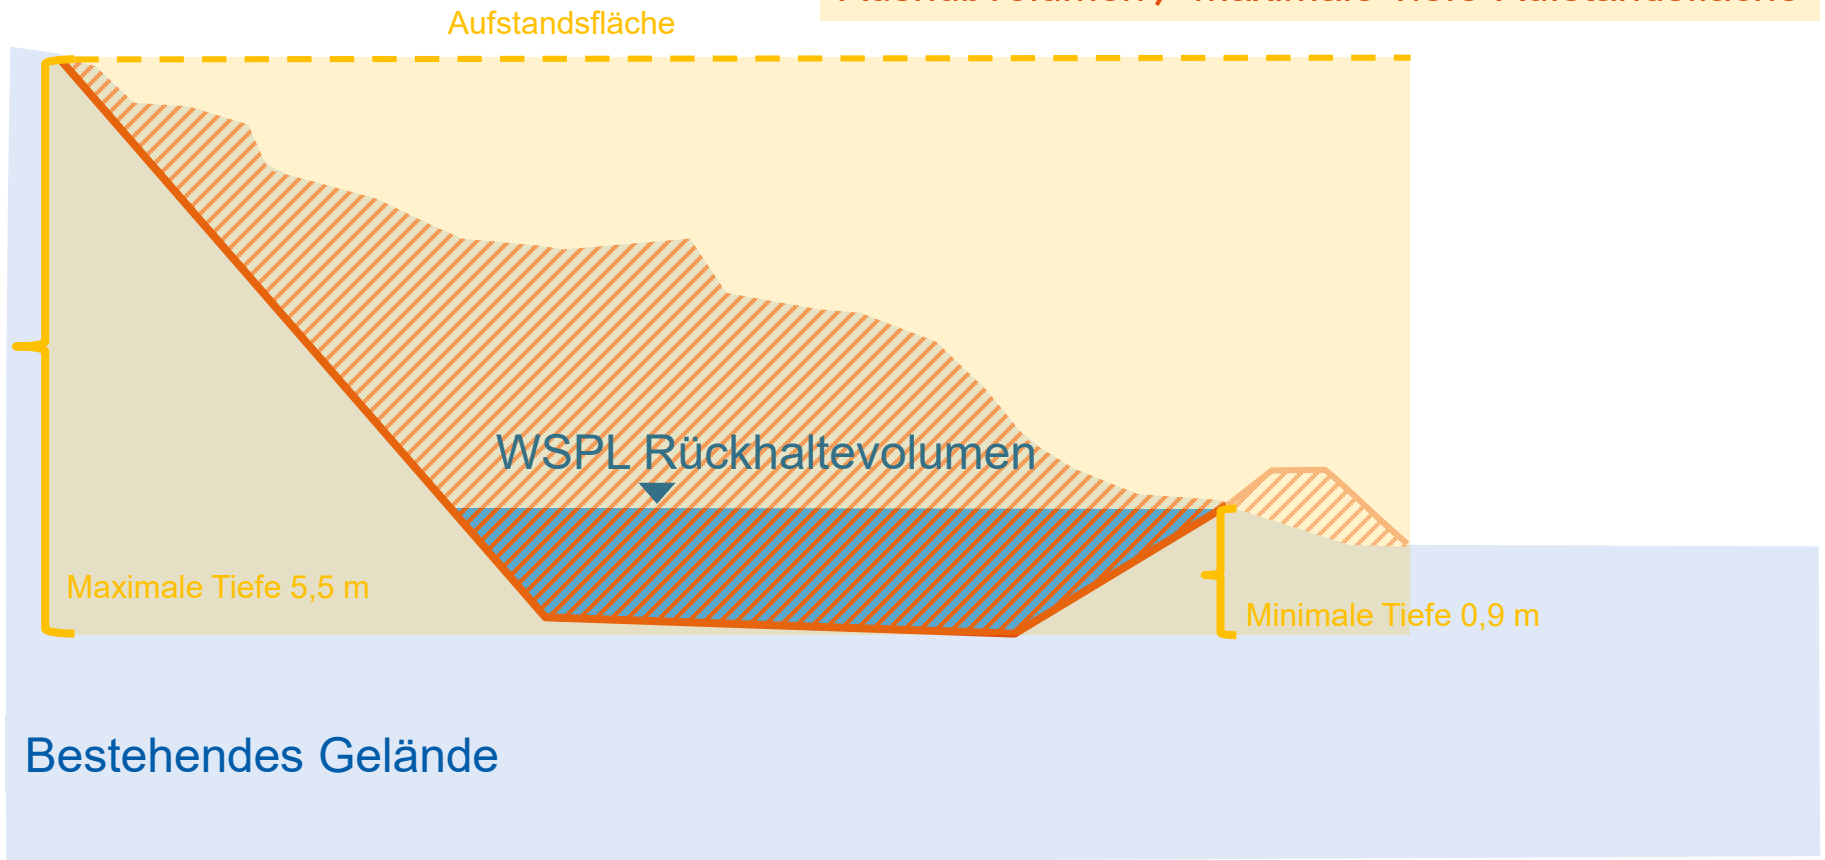 Aufstandsfläche
WSPL Rückhaltevolumen
Maximale Tiefe 5,5 m
Minimale Tiefe 0,9 m
Bestehendes Gelände